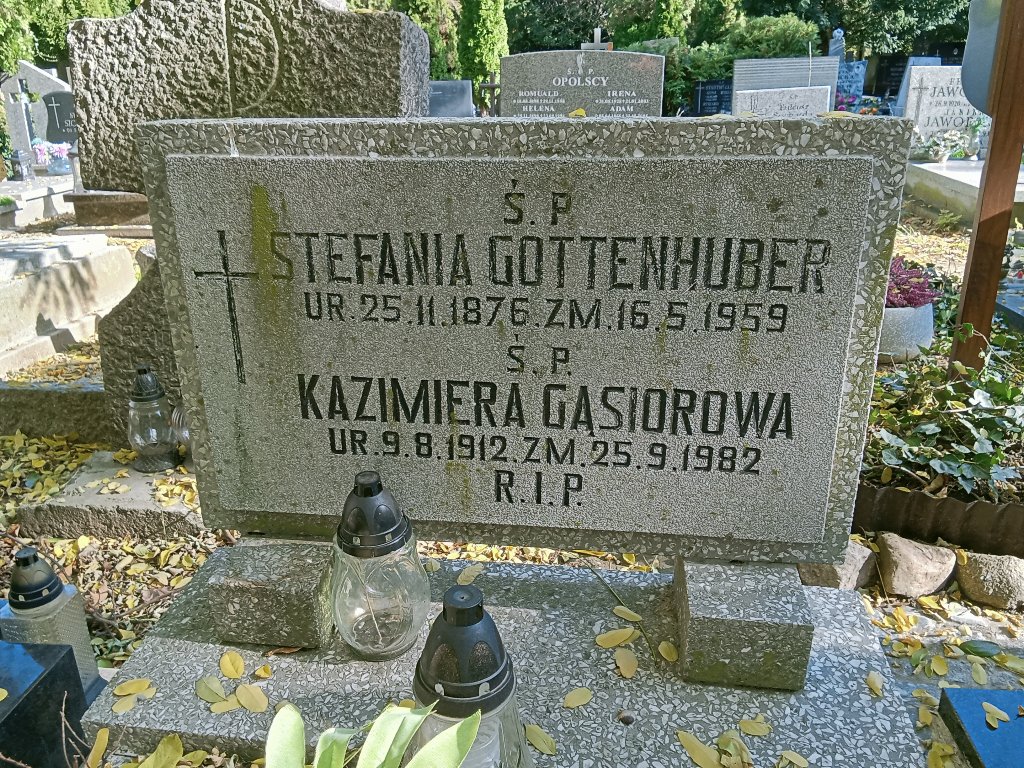 Ś. P.
STEFANIA GOTTENHUBER
UR. 25.11.1876. ZM. 16.5.1959
Ś. P.
KAZIMIERA GĄSIOROWA
UR. 9.8.1912. ZM. 25.9.1982
R.I.P.
Ś P
OPOLSCY
ROMUALD IRENA
HELENA ADAM